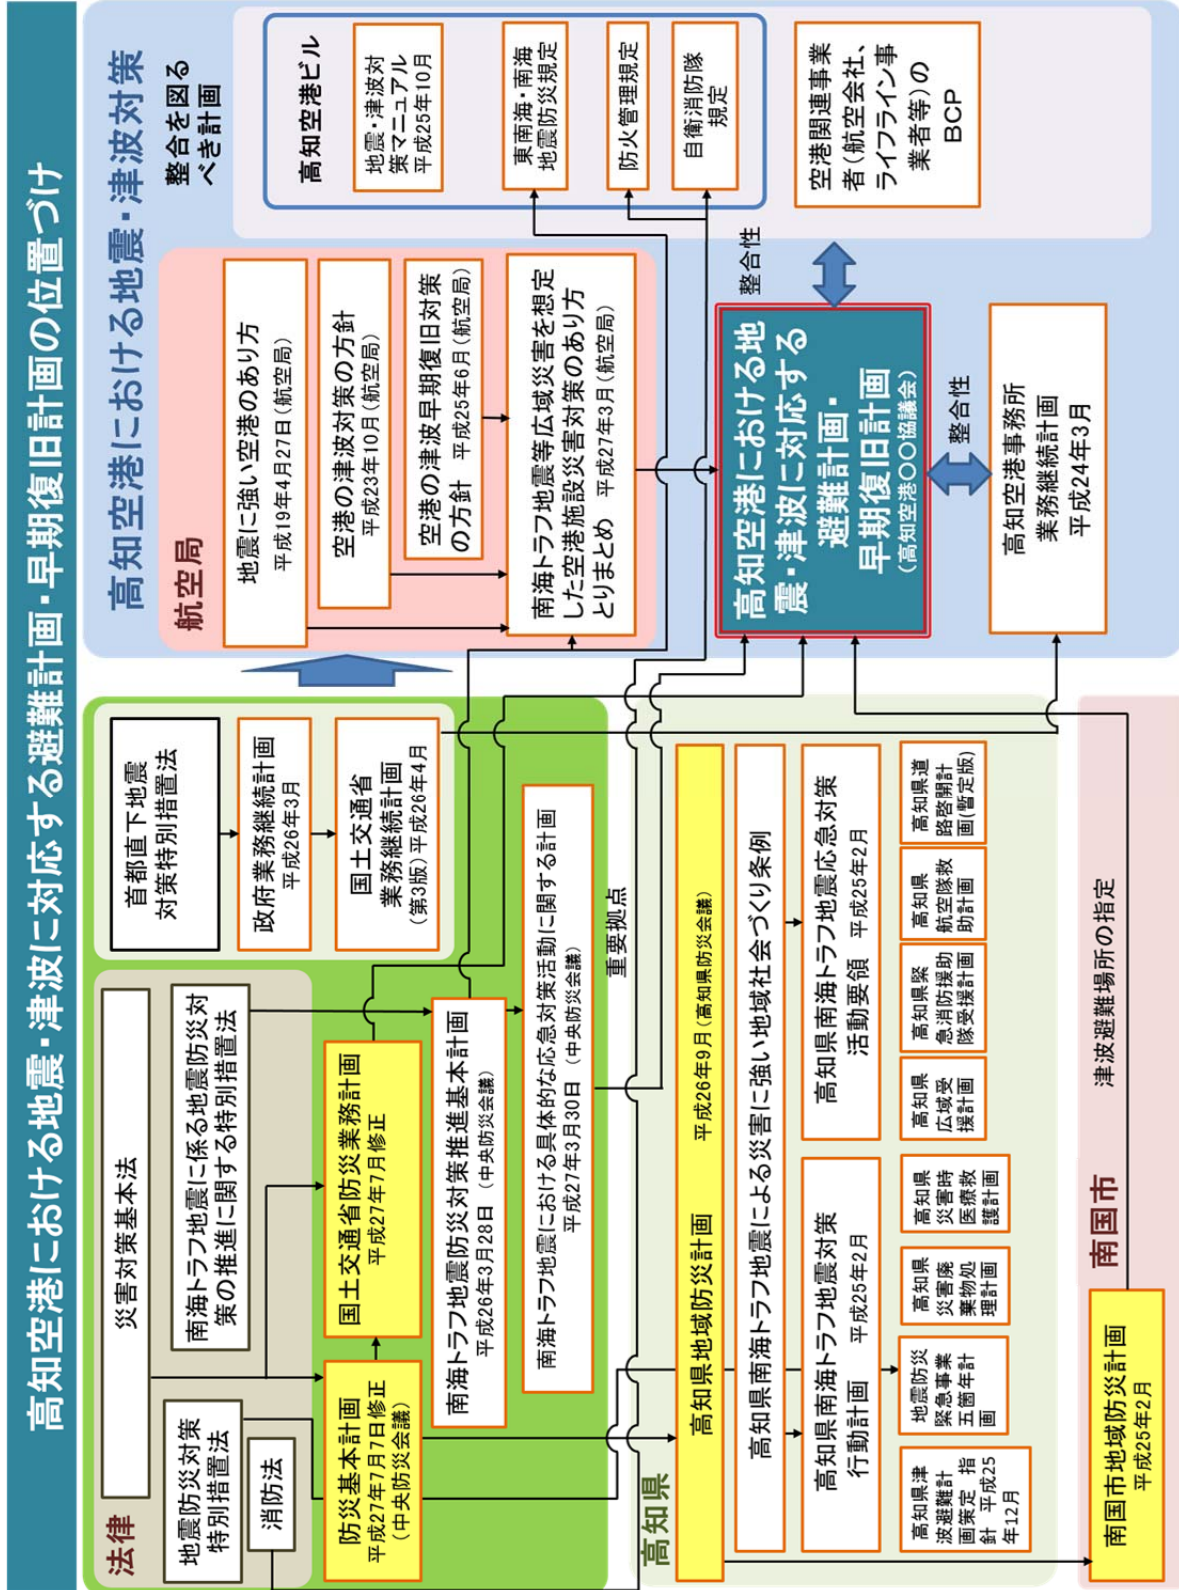 高知空港における地震・津波に対応する避難計画・早期復旧計画の位置づけ
法律
災害対策基本法
地震防災対策
特別措置法
消防法
南海トラフ地震に係る地震防災対
策の推進に関する特別措置法
首都直下地震
対策特別措置法
政府業務継続計画
平成26年3月
国土交通省
業務継続計画
(第3版)平成26年4月
防災基本計画
平成27年7月7日修正
(中央防災会議)
国土交通省防災業務計画
平成27年7月修正
南海トラフ地震防災対策推進基本計画
平成26年3月28日 (中央防災会議)
南海トラフ地震における具体的な応急対策活動に関する計画
平成27年3月30日 (中央防災会議)
重要拠点
高知県
高知県地域防災計画 平成26年9月(高知県防災会議)
高知県南海トラフ地震による災害に強い地域社会づくり条例
高知県南海トラフ地震対策
行動計画 平成25年2月
高知県南海トラフ地震応急対策
活動要領 平成25年2月
高知県津
波避難計
画策定 指
針 平成25
年12月
地震防災
緊急事業
五箇年計
画
高知県
災害廃
棄物処
理計画
高知県
災害時
医療救
護計画
高知県
広域受
援計画
高知県緊
急消防援助
隊受援計画
高知県
航空隊救
助計画
高知県道
路啓開計
画(暫定版)
南国市
南国市地域防災計画
平成25年2月
津波避難場所の指定
高知空港における地震・津波対策
航空局
地震に強い空港のあり方
平成19年4月27日(航空局)
空港の津波対策の方針
平成23年10月(航空局)
空港の津波早期復旧対策
の方針 平成25年6月(航空局)
南海トラフ地震等広域災害を想定
した空港施設災害対策のあり方
とりまとめ 平成27年3月(航空局)
整合を図る
べき計画
高知空港ビル
地震・津波対
策マニュアル
平成25年10月
東南海・南海
地震防災規定
防火管理規定
自衛消防隊
規定
空港関連事業
者(航空会社、
ライフライン事
業者等)の
BCP
整合性
高知空港における地
震・津波に対応する
避難計画・
早期復旧計画
(高知空港〇〇協議会)
整合性
高知空港事務所
業務継続計画
平成24年3月